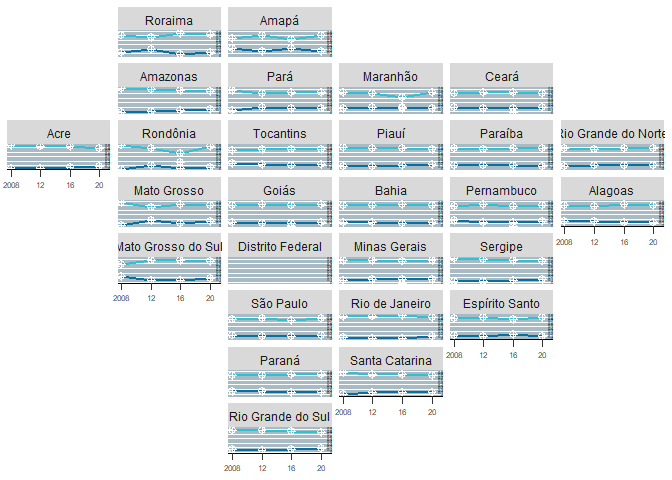 Roraima
Amapá
Amazonas
Pará
Maranhão
Ceará
Acre
Rondônia
Tocantins
Piauí
Paraíba
Rio Grande do Norte
2008 12 16 20
Mato Grosso
Goiás
Bahia
Pernambuco
Alagoas
2008 12 16 20
Mato Grosso do Sul
Distrito Federal
Minas Gerais
Sergipe
2008 12 16 20
São Paulo
Rio de Janeiro
Espírito Santo
2008 12 16 20
Paraná
Santa Catarina
2008 12 16 20
Rio Grande do Sul
2008 12 16 20